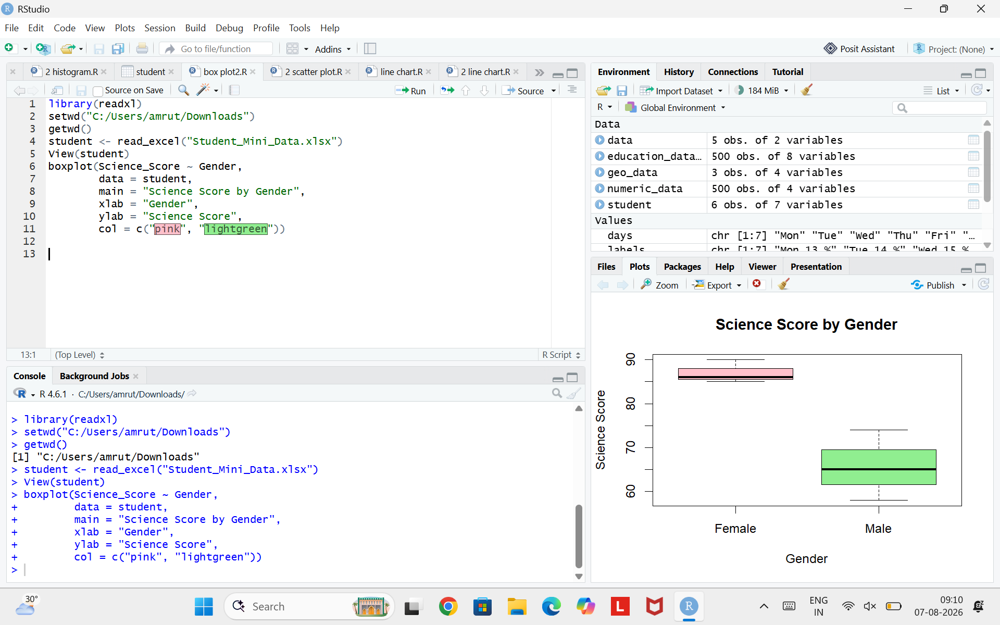 RStudio
File Edit Code View Plots Session Build Debug Profile Tools Help
Go to file/function Addins Posit Assistant Project: (None)
2 histogram.R student box plot2.R 2 scatter plot.R line chart.R 2 line chart.R
Source on Save Run Source
1 library(readxl)
2 setwd("C:/Users/amrut/Downloads")
3 getwd()
4 student <- read_excel("Student_Mini_Data.xlsx")
5 View(student)
6 boxplot(Science_Score ~ Gender,
7 data = student,
8 main = "Science Score by Gender",
9 xlab = "Gender",
10 ylab = "Science Score",
11 col = c("pink", "lightgreen"))
12
13
13:1 (Top Level) R Script
Console Background Jobs
R 4.6.1 · C:/Users/amrut/Downloads/
> library(readxl)
> setwd("C:/Users/amrut/Downloads")
> getwd()
[1] "C:/Users/amrut/Downloads"
> student <- read_excel("Student_Mini_Data.xlsx")
> View(student)
> boxplot(Science_Score ~ Gender,
+ data = student,
+ main = "Science Score by Gender",
+ xlab = "Gender",
+ ylab = "Science Score",
+ col = c("pink", "lightgreen"))
>
Environment History Connections Tutorial
Import Dataset 184 MiB List
R Global Environment
Data
data 5 obs. of 2 variables
education_data… 500 obs. of 8 variables
geo_data 3 obs. of 4 variables
numeric_data 500 obs. of 4 variables
student 6 obs. of 7 variables
Values
days chr [1:7] "Mon" "Tue" "Wed" "Thu" "Fri" "…
labels chr [1:7] "Mon 13 %" "Tue 14 %" "Wed 15 %
Files Plots Packages Help Viewer Presentation
Zoom Export Publish
Science Score by Gender
Science Score
90
80
70
60
Female Male
Gender
30°
Search
ENG
IN
09:10
07-08-2026